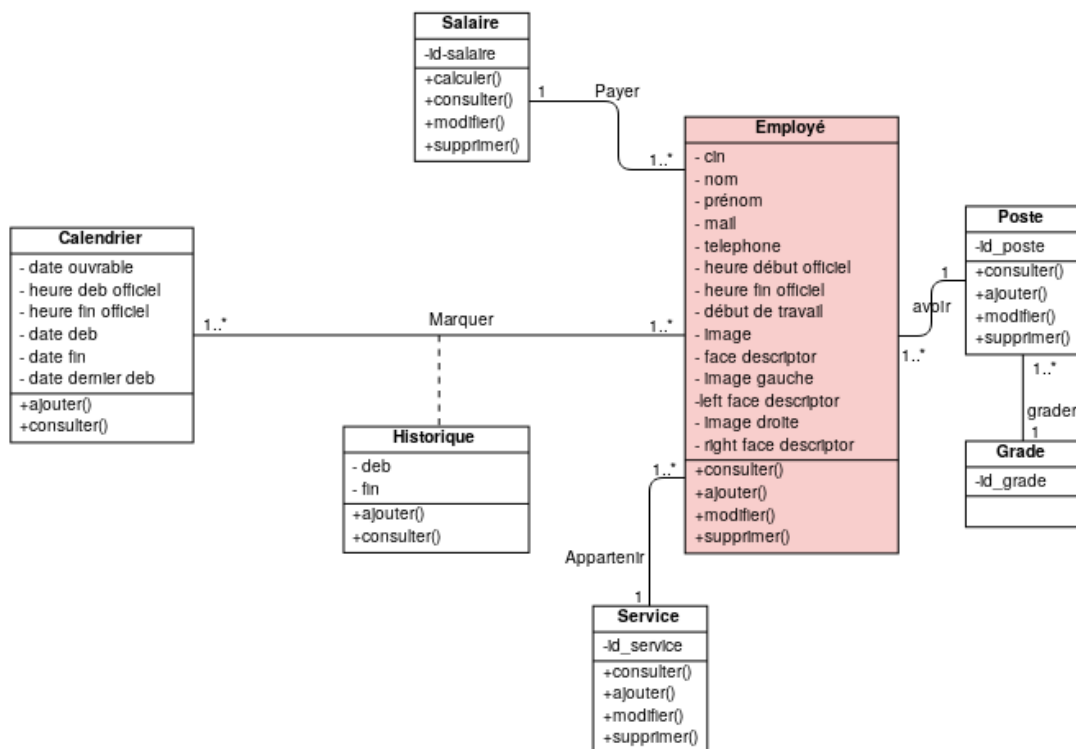 Salaire
-id-salaire
+calculer()
+consulter()
+modifier()
+supprimer()
1
Payer
1..*
Employé
- cin
- nom
- prénom
- mail
- telephone
- heure début officiel
- heure fin officiel
- début de travail
- image
- face descriptor
- image gauche
-left face descriptor
- image droite
- right face descriptor
+consulter()
+ajouter()
+modifier()
+supprimer()
Poste
-id_poste
+consulter()
+ajouter()
+modifier()
+supprimer()
1
avoir
1..*
1..*
grader
1
Grade
-id_grade
Calendrier
- date ouvrable
- heure deb officiel
- heure fin officiel
- date deb
- date fin
- date dernier deb
+ajouter()
+consulter()
1..*
Marquer
1..*
Historique
- deb
- fin
+ajouter()
+consulter()
1..*
Appartenir
1
Service
-id_service
+consulter()
+ajouter()
+modifier()
+supprimer()